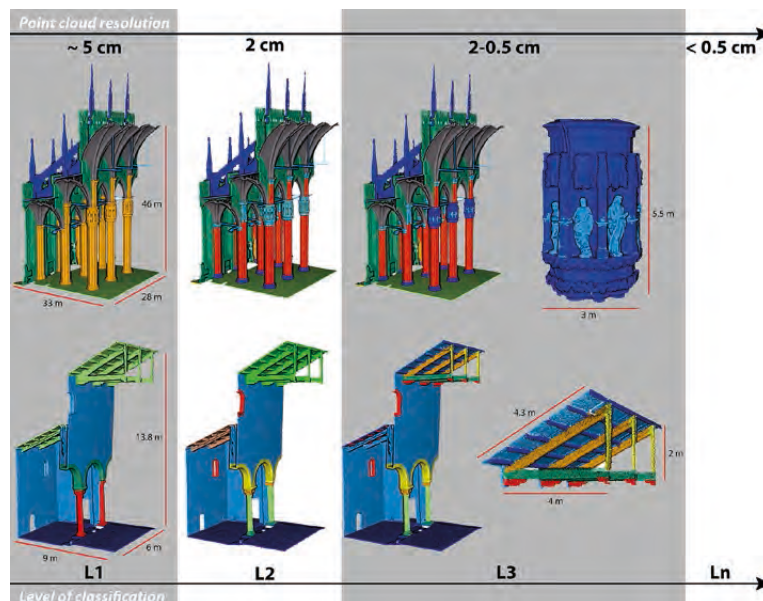 Point cloud resolution
~ 5 cm 2 cm 2-0.5 cm < 0.5 cm
46 m
33 m
28 m
5.5 m
3 m
13.8 m
9 m
6 m
4.3 m
2 m
4 m
L1 L2 L3 Ln
Level of classification